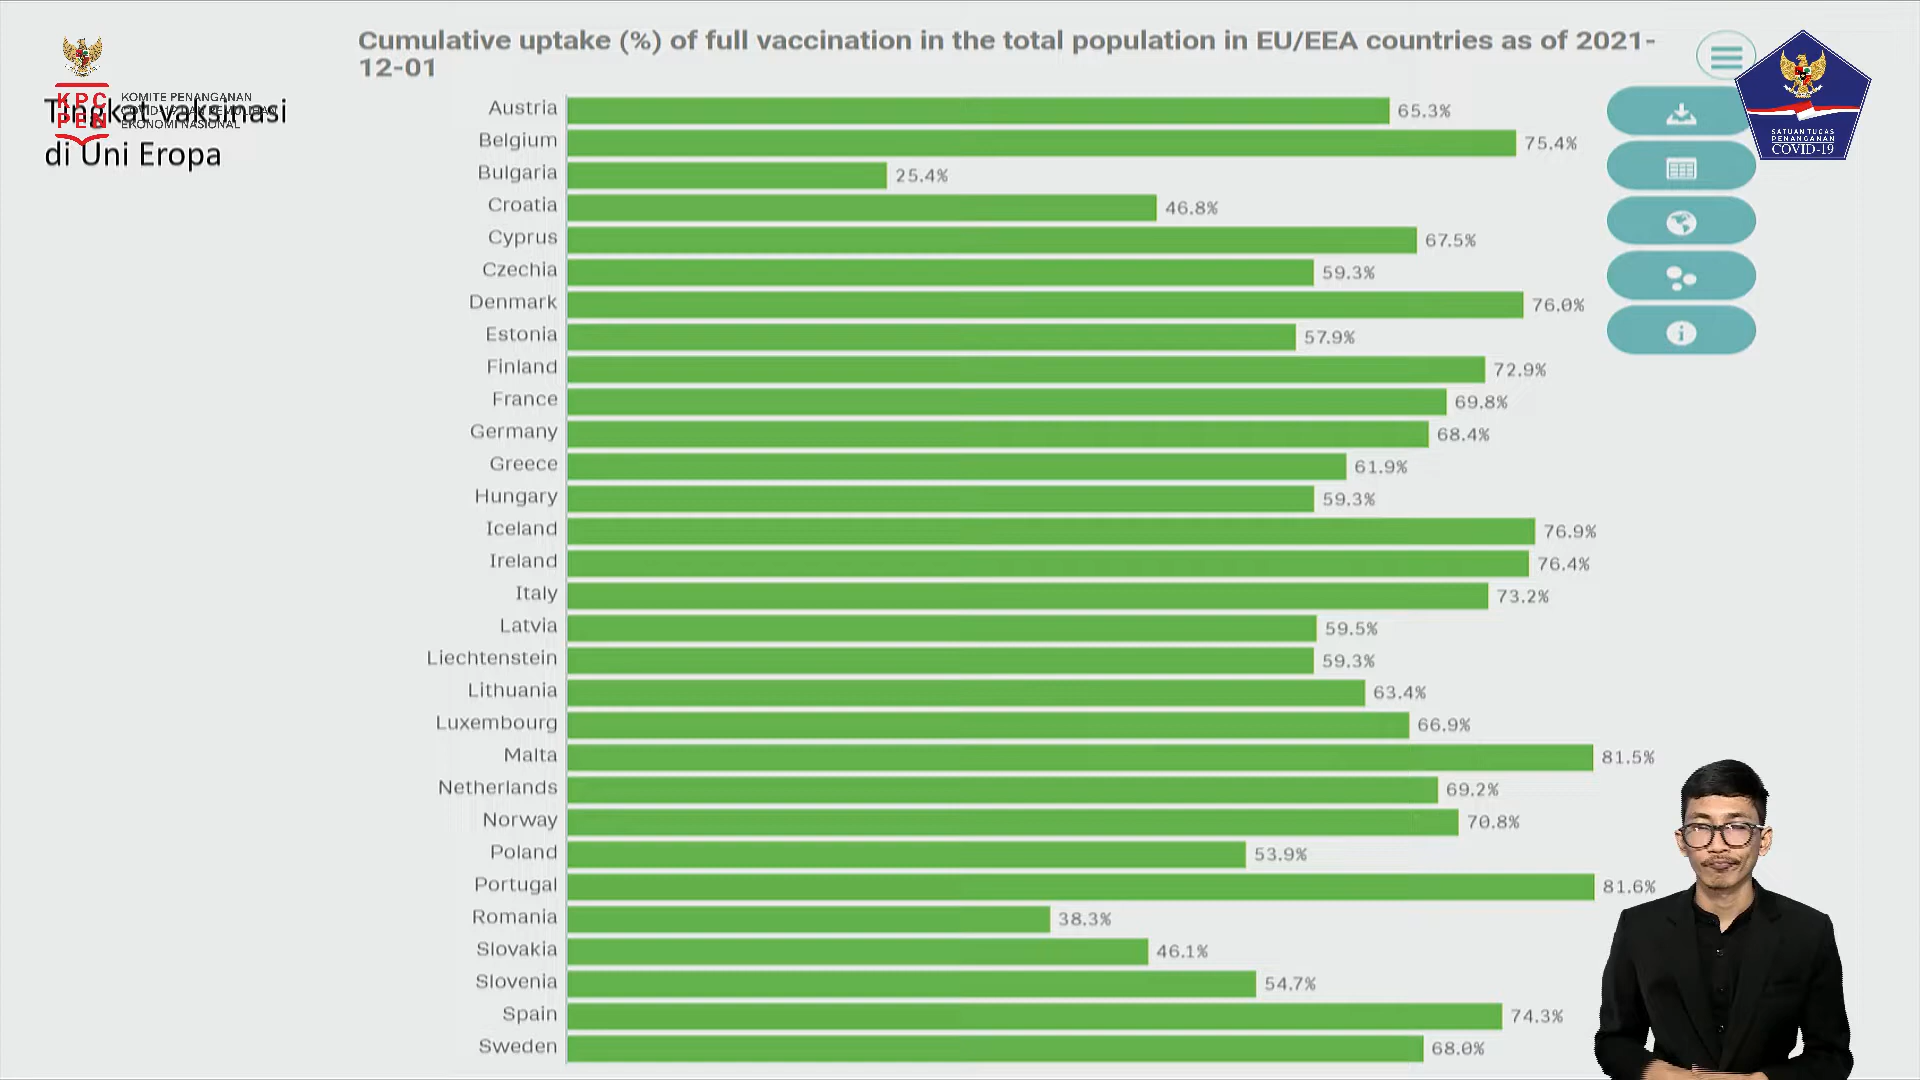 Cumulative uptake (%) of full vaccination in the total population in EU/EEA countries as of 2021-
12-01
KPC
PEN
KOMITE PENANGANAN
COVID-19 DAN PEMULIHAN
EKONOMI NASIONAL
Tingkat vaksinasi
di Uni Eropa
SATUAN TUGAS
PENANGANAN
COVID-19
Austria 65.3%
Belgium 75.4%
Bulgaria 25.4%
Croatia 46.8%
Cyprus 67.5%
Czechia 59.3%
Denmark 76.0%
Estonia 57.9%
Finland 72.9%
France 69.8%
Germany 68.4%
Greece 61.9%
Hungary 59.3%
Iceland 76.9%
Ireland 76.4%
Italy 73.2%
Latvia 59.5%
Liechtenstein 59.3%
Lithuania 63.4%
Luxembourg 66.9%
Malta 81.5%
Netherlands 69.2%
Norway 70.8%
Poland 53.9%
Portugal 81.6%
Romania 38.3%
Slovakia 46.1%
Slovenia 54.7%
Spain 74.3%
Sweden 68.0%